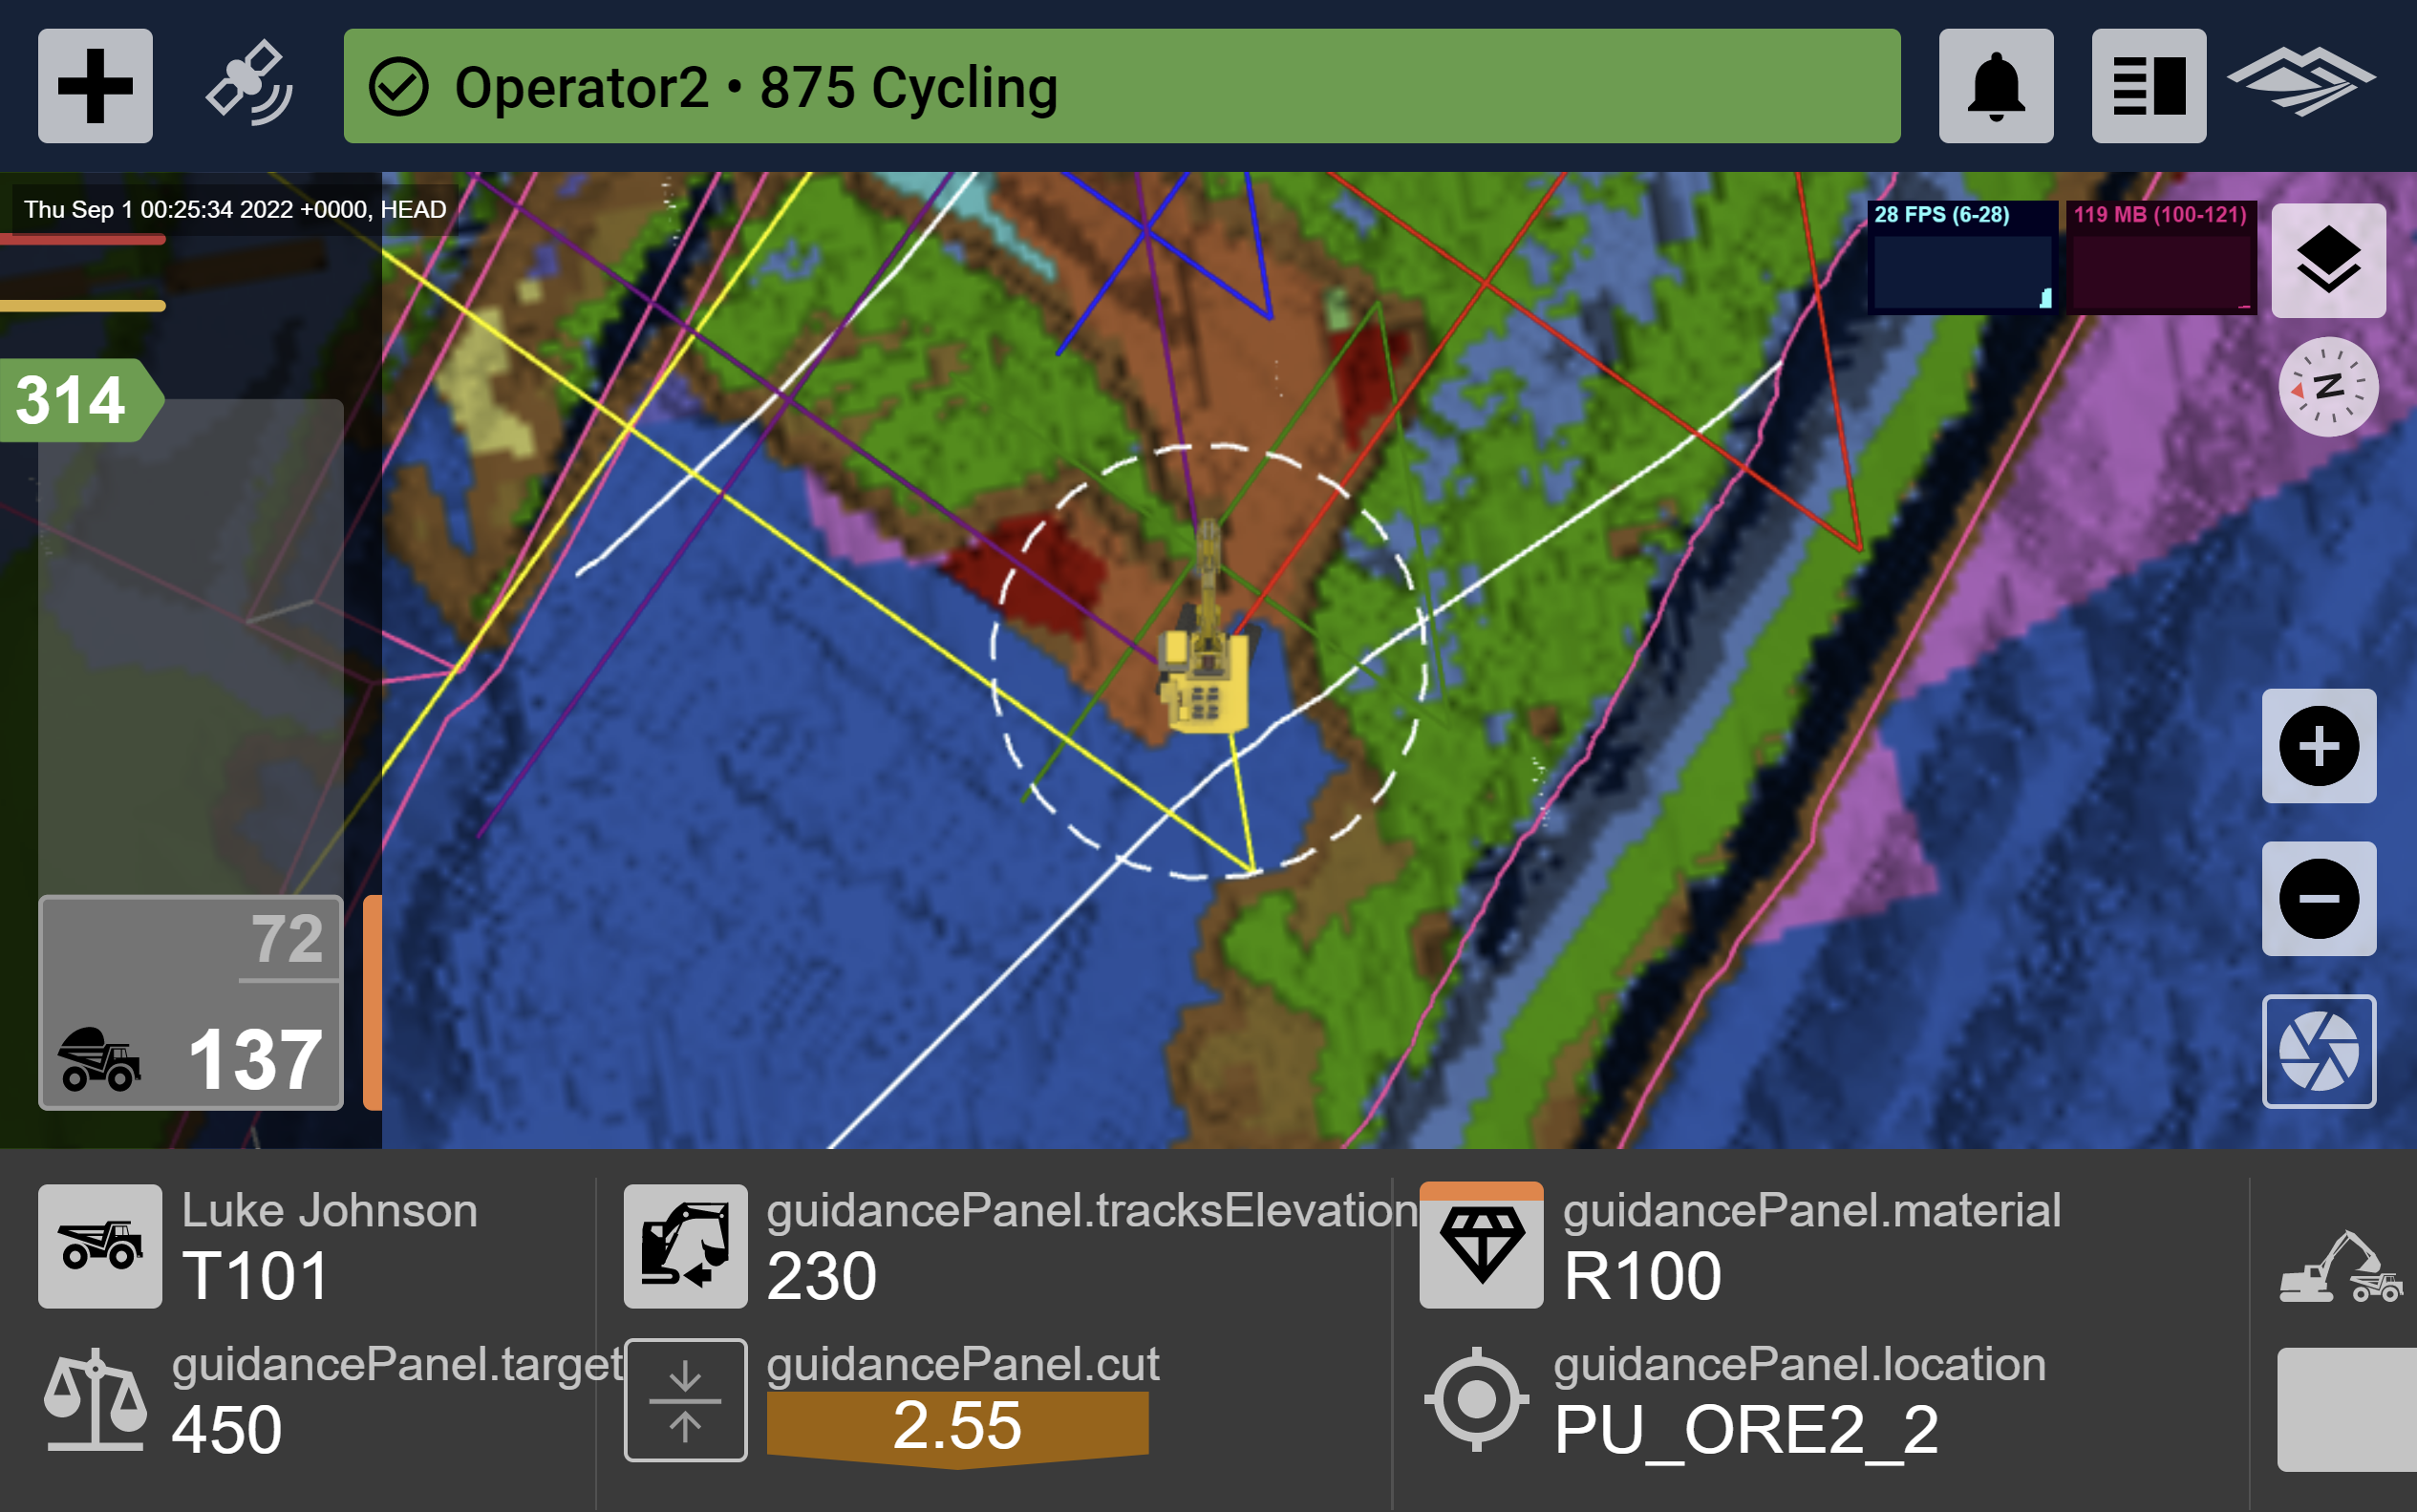 Operator2 • 875 Cycling
Thu Sep 1 00:25:34 2022 +0000, HEAD
28 FPS (6-28)
119 MB (100-121)
314
N
72
137
Luke Johnson
T101
guidancePanel.tracksElevation
230
guidancePanel.material
R100
guidancePanel.target
450
guidancePanel.cut
2.55
guidancePanel.location
PU_ORE2_2